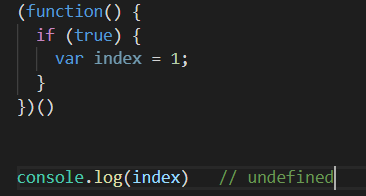 (function() {
  if (true) {
    var index = 1;
  }
})()
console.log(index)   // undefined